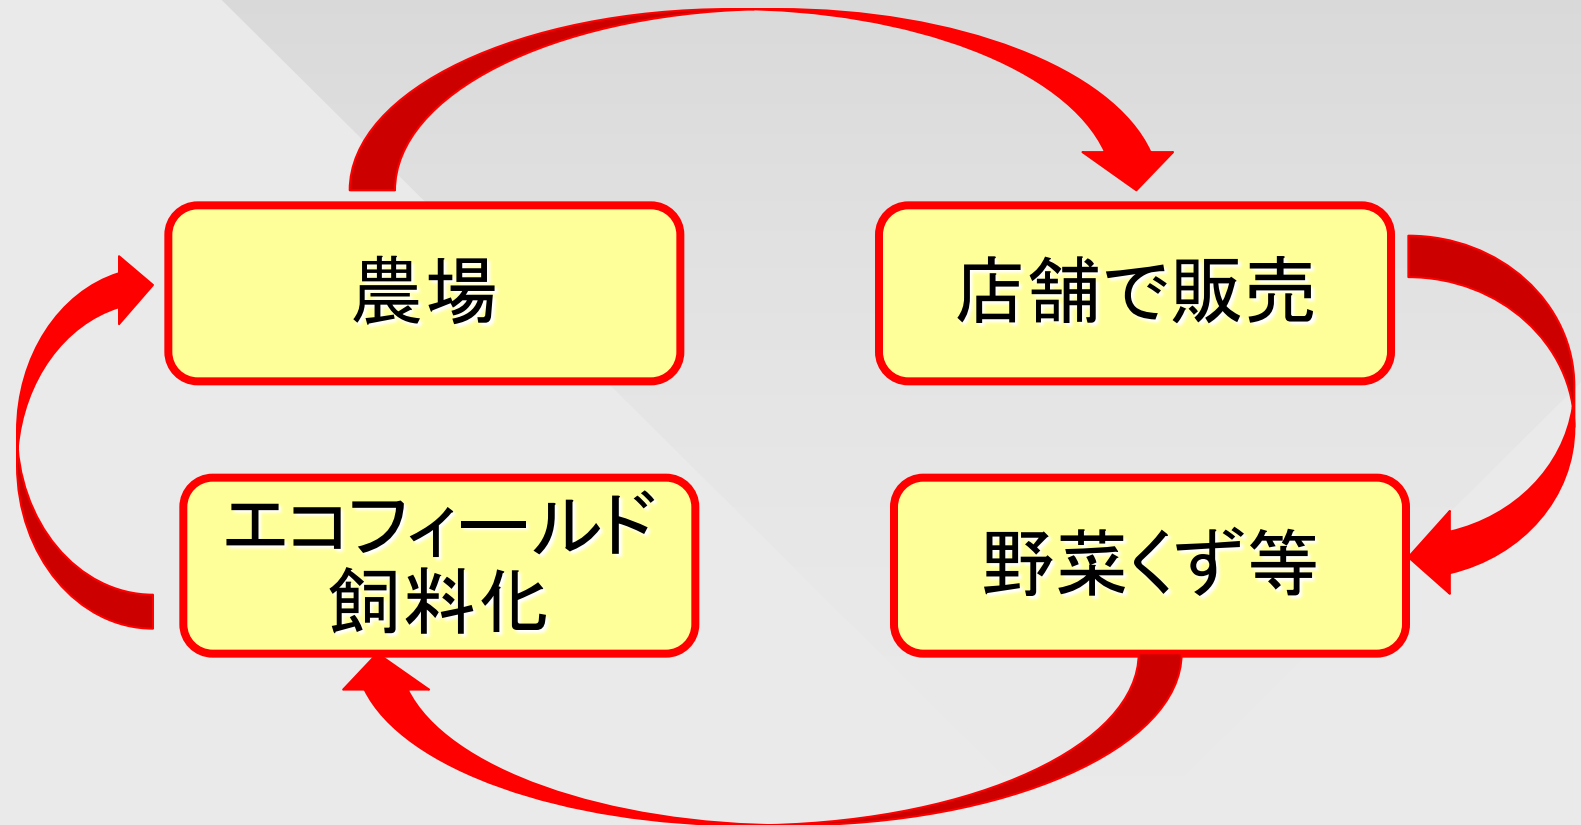 農場
店舗で販売
エコフィールド
飼料化
野菜くず等